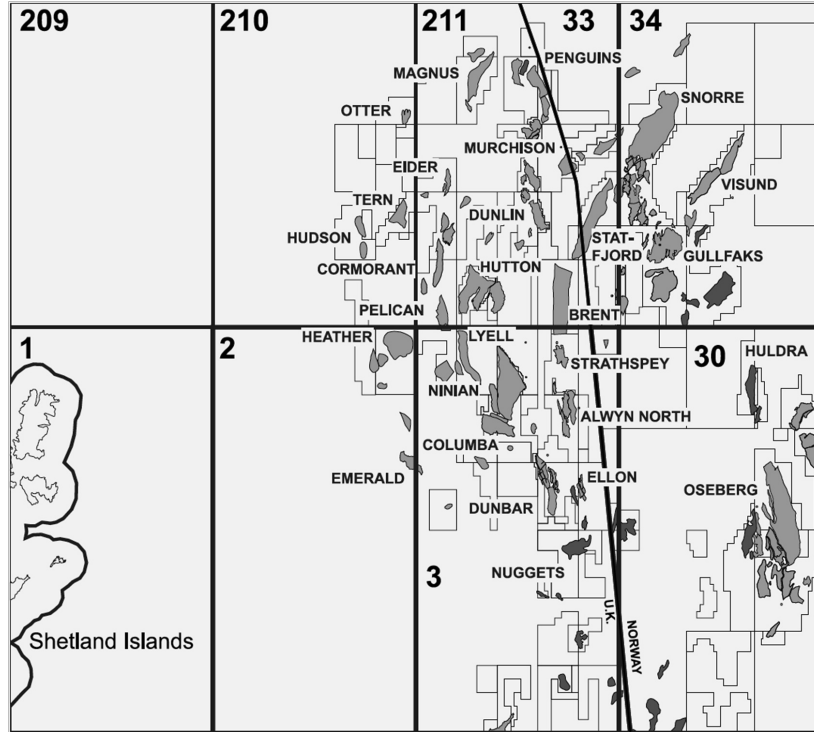 209
210
211
33
34
PENGUINS
MAGNUS
SNORRE
OTTER
MURCHISON
EIDER
VISUND
TERN
DUNLIN
HUDSON
STAT-
FJORD
GULLFAKS
CORMORANT
HUTTON
PELICAN
BRENT
1
2
HEATHER
LYELL
30
HULDRA
STRATHSPEY
NINIAN
ALWYN NORTH
COLUMBA
EMERALD
ELLON
OSEBERG
DUNBAR
NUGGETS
3
U.K.
NORWAY
Shetland Islands